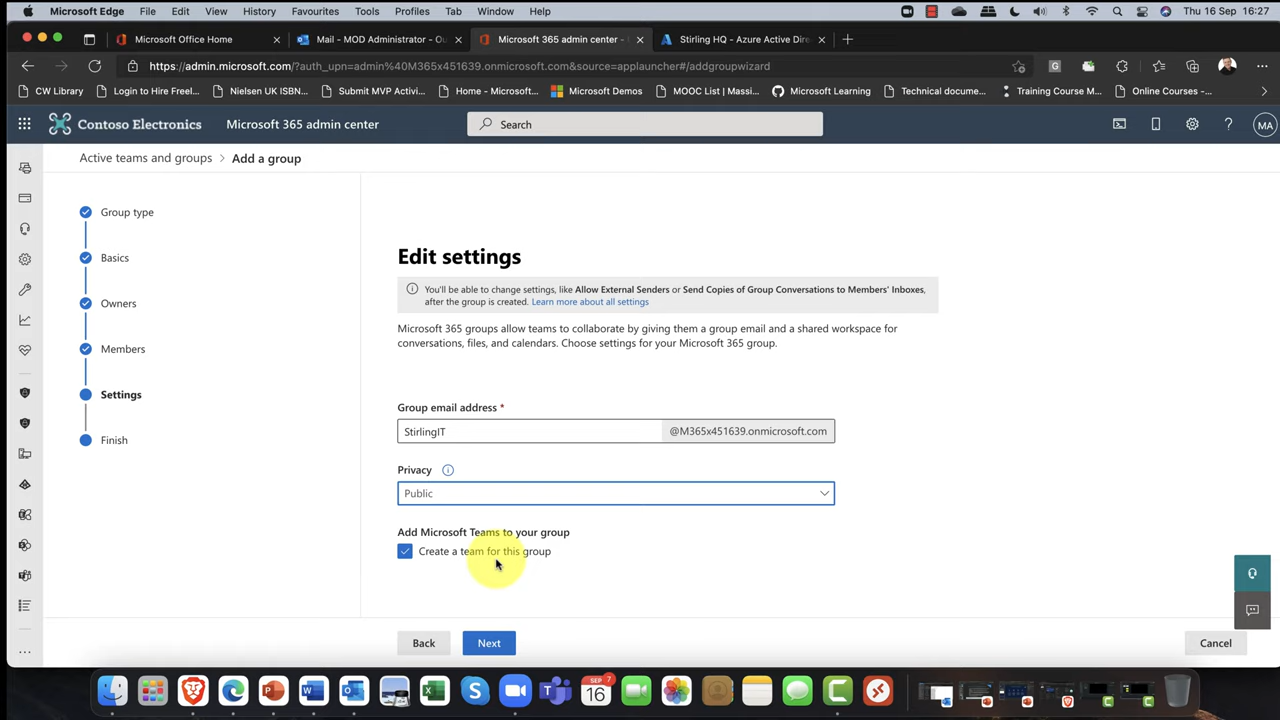 Microsoft Edge File Edit View History Favourites Tools Profiles Tab Window Help Thu 16 Sep 16:27
Microsoft Office Home Mail - MOD Administrator - Ou Microsoft 365 admin center - Stirling HQ - Azure Active Dire
https://admin.microsoft.com/?auth_upn=admin%40M365x451639.onmicrosoft.com&source=applauncher#/addgroupwizard
CW Library Login to Hire Freel... Nielsen UK ISBN... Submit MVP Activi... Home - Microsoft... Microsoft Demos MOOC List | Massi... GitHub Microsoft Learning Technical docume... Training Course M... Online Courses -...
Contoso Electronics Microsoft 365 admin center Search MA
Active teams and groups > Add a group
Group type
Basics
Owners
Members
Settings
Finish
Edit settings
You'll be able to change settings, like Allow External Senders or Send Copies of Group Conversations to Members' Inboxes,
after the group is created. Learn more about all settings
Microsoft 365 groups allow teams to collaborate by giving them a group email and a shared workspace for
conversations, files, and calendars. Choose settings for your Microsoft 365 group.
Group email address *
StirlingIT @M365x451639.onmicrosoft.com
Privacy
Public
Add Microsoft Teams to your group
Create a team for this group
Back Next Cancel
SEP 7
16